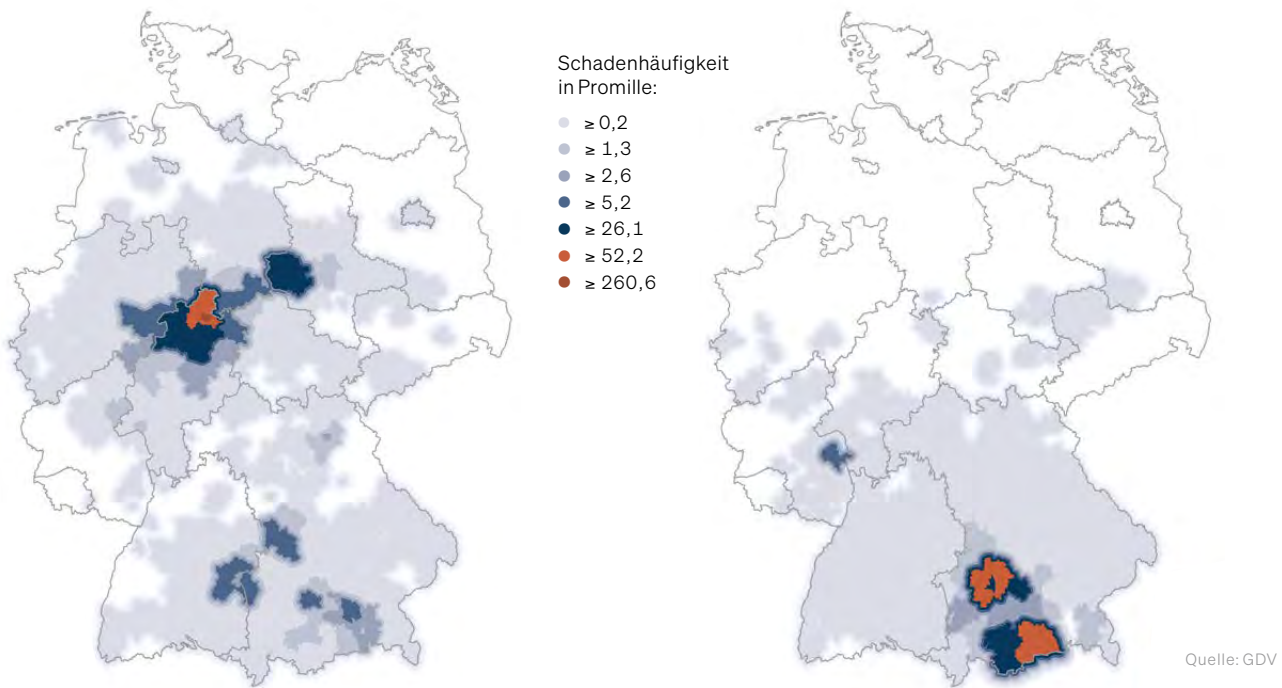 Schadenhäufigkeit
in Promille:
≥ 0,2
≥ 1,3
≥ 2,6
≥ 5,2
≥ 26,1
≥ 52,2
≥ 260,6
Quelle: GDV